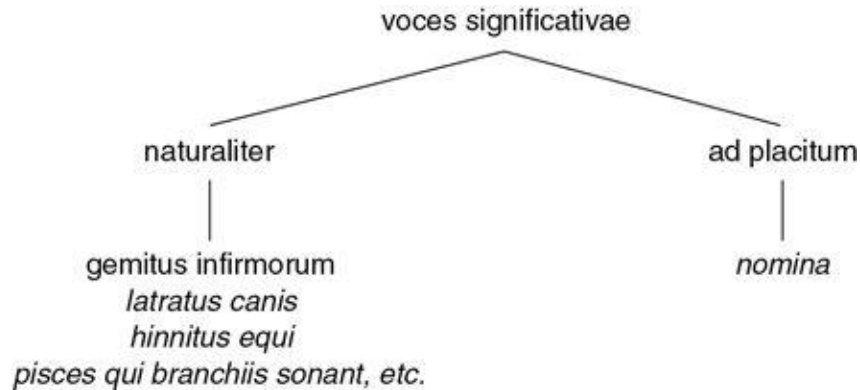 voces significativae
naturaliter
ad placitum
gemitus infirmorum
nomina
latratus canis
hinnitus equi
pisces qui branchiis sonant, etc.